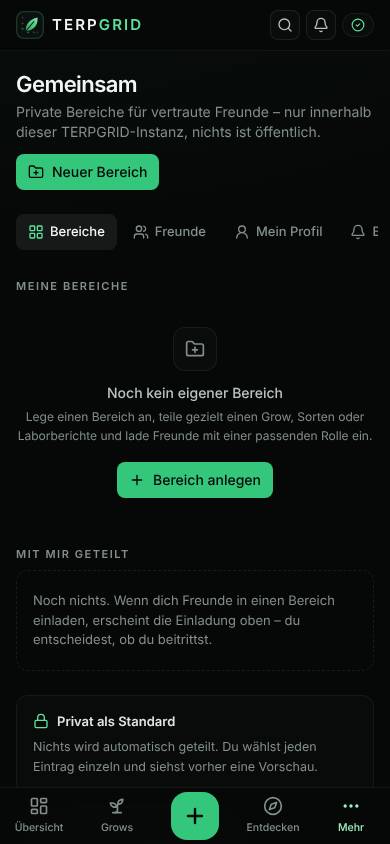 TERPGRID
Gemeinsam
Private Bereiche für vertraute Freunde – nur innerhalb
dieser TERPGRID-Instanz, nichts ist öffentlich.
Neuer Bereich
Bereiche
Freunde
Mein Profil
MEINE BEREICHE
Noch kein eigener Bereich
Lege einen Bereich an, teile gezielt einen Grow, Sorten oder
Laborberichte und lade Freunde mit einer passenden Rolle ein.
Bereich anlegen
MIT MIR GETEILT
Noch nichts. Wenn dich Freunde in einen Bereich
einladen, erscheint die Einladung oben – du
entscheidest, ob du beitrittst.
Privat als Standard
Nichts wird automatisch geteilt. Du wählst jeden
Eintrag einzeln und siehst vorher eine Vorschau.
Übersicht
Grows
Entdecken
Mehr